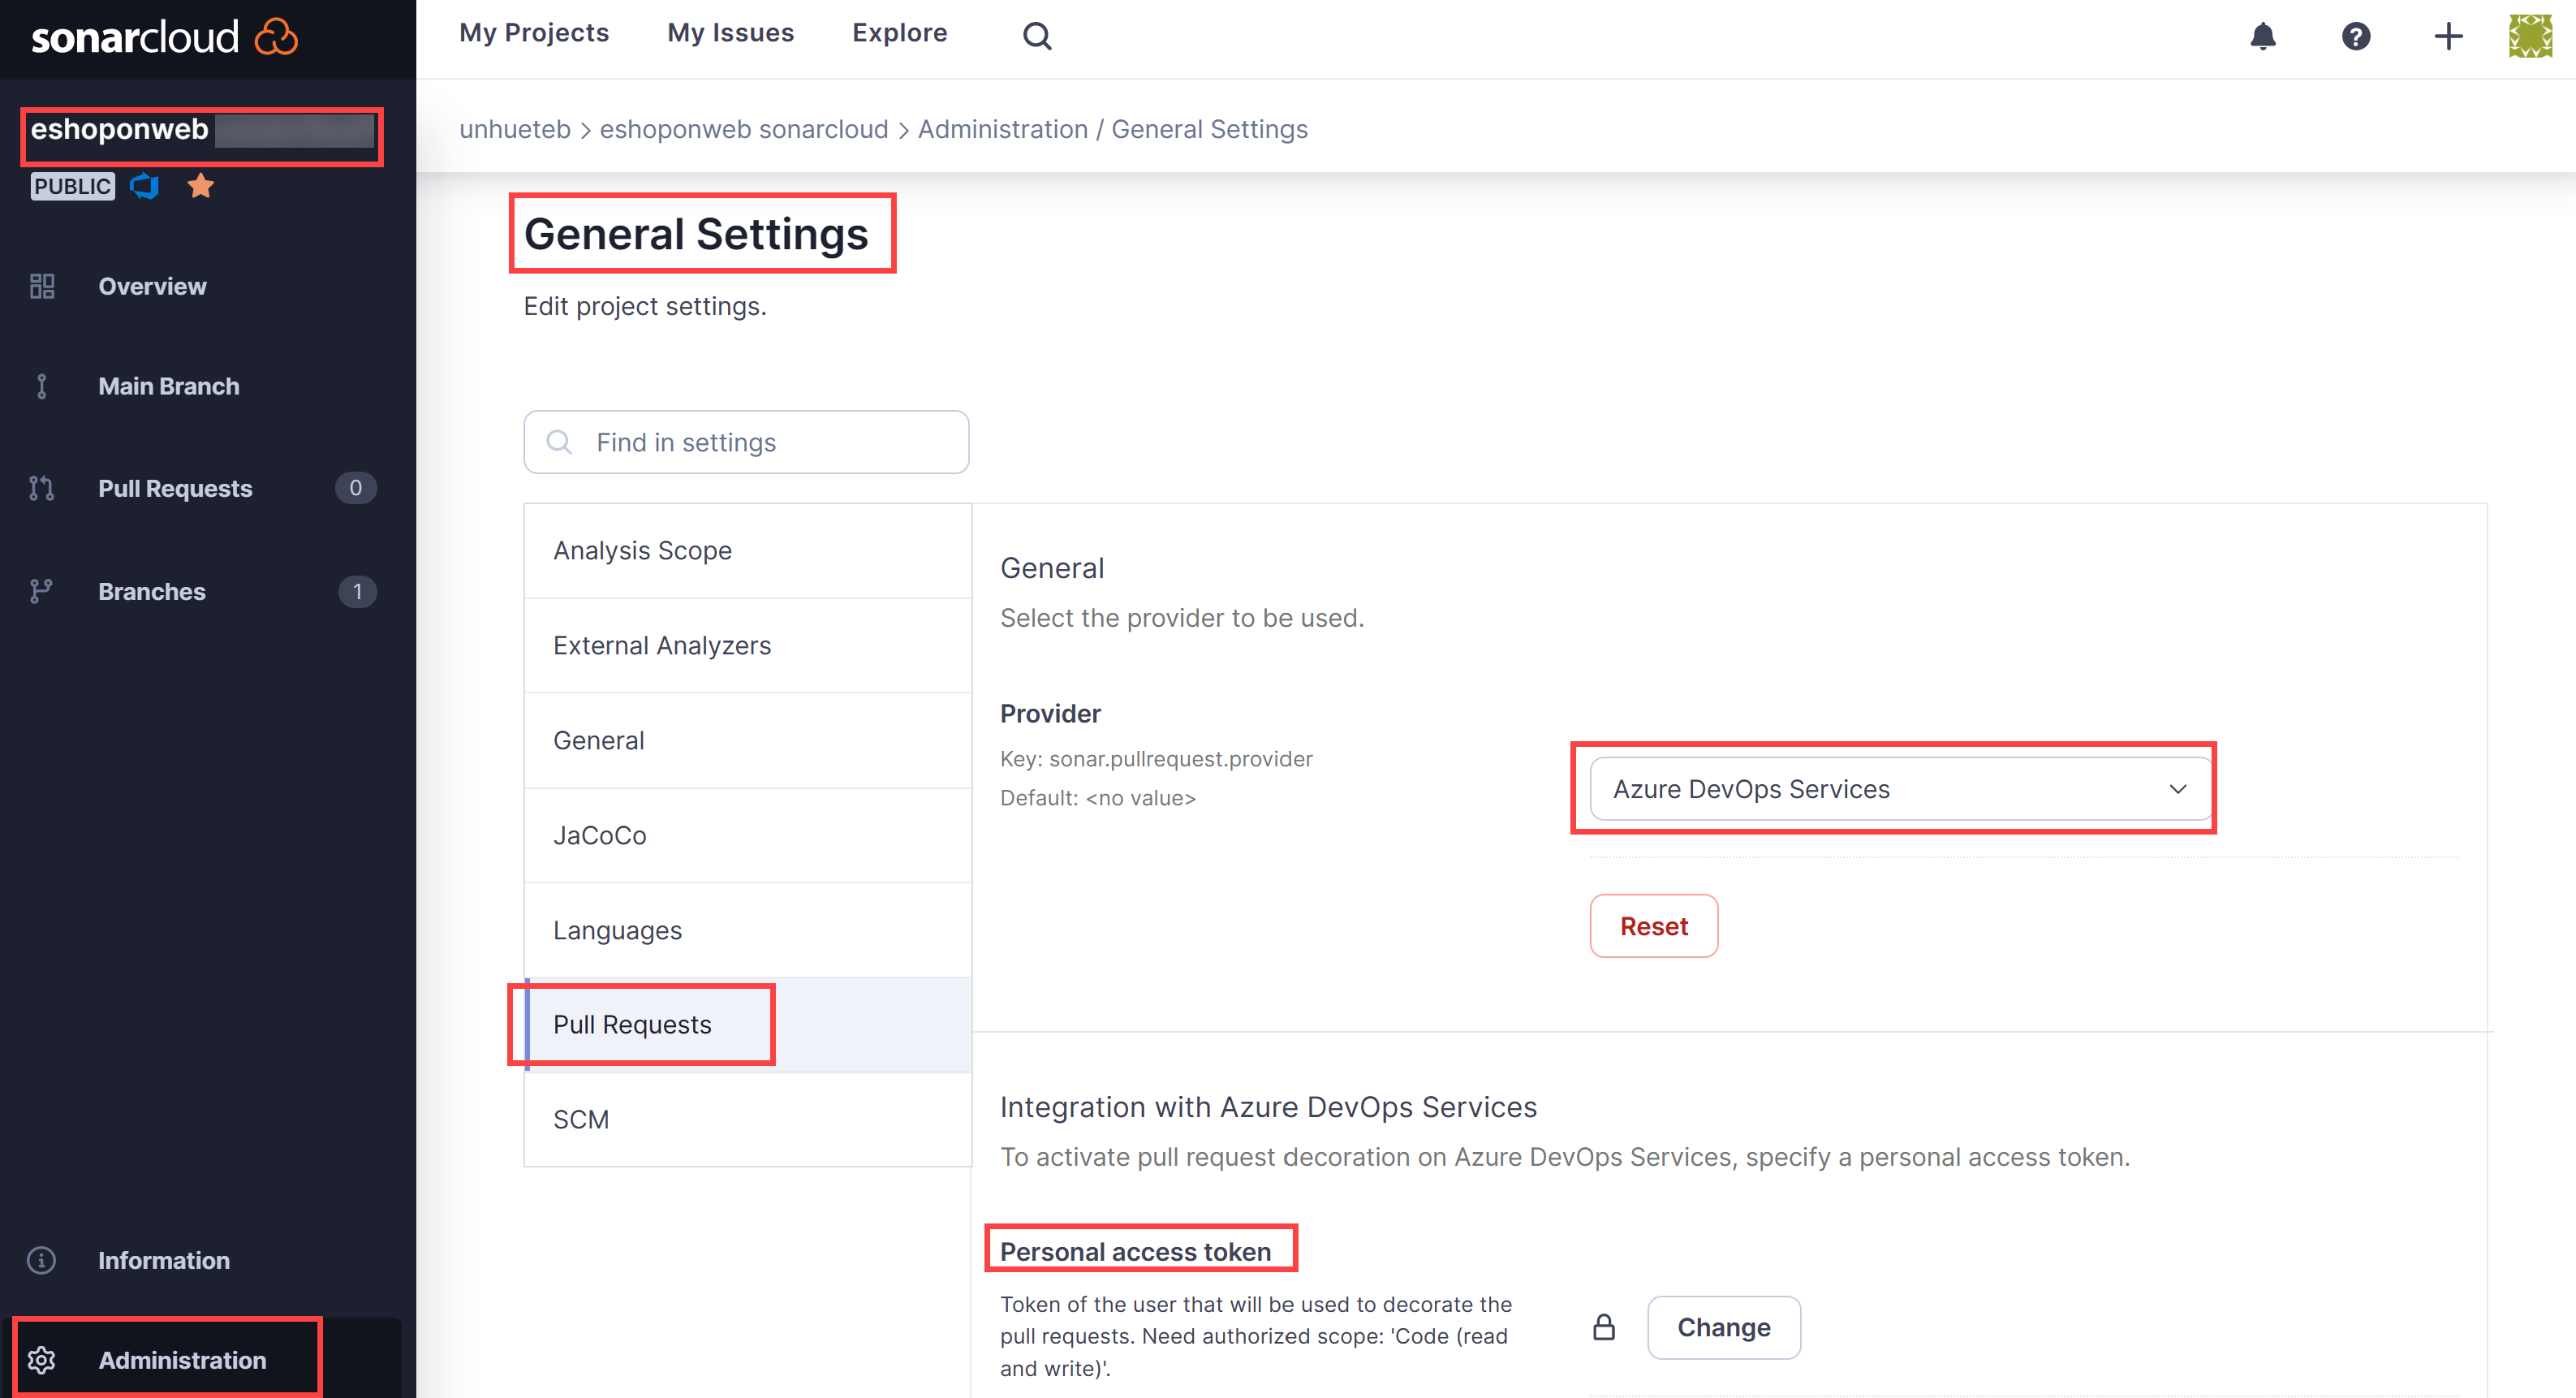 sonarcloud
My Projects
My Issues
Explore
eshoponweb
PUBLIC
Overview
Main Branch
Pull Requests
0
Branches
1
Information
Administration
unhueteb > eshoponweb sonarcloud > Administration / General Settings
General Settings
Edit project settings.
Find in settings
Analysis Scope
External Analyzers
General
JaCoCo
Languages
Pull Requests
SCM
General
Select the provider to be used.
Provider
Key: sonar.pullrequest.provider
Default: <no value>
Azure DevOps Services
Reset
Integration with Azure DevOps Services
To activate pull request decoration on Azure DevOps Services, specify a personal access token.
Personal access token
Token of the user that will be used to decorate the
pull requests. Need authorized scope: 'Code (read
and write)'.
Change